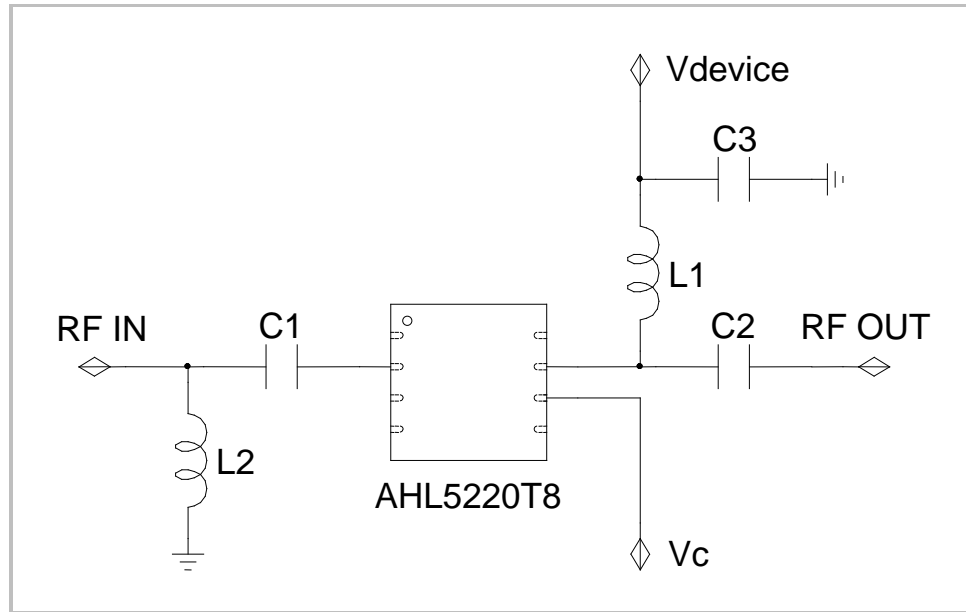 Vdevice
C3
L1
RF IN
C1
C2
RF OUT
L2
AHL5220T8
Vc